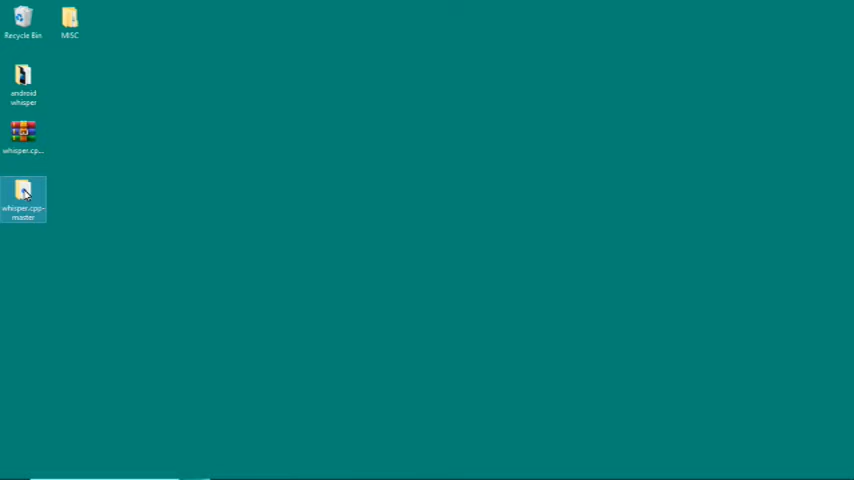 Recycle Bin
MISC
android
whisper
whisper.cp...
whisper.cpp-
master